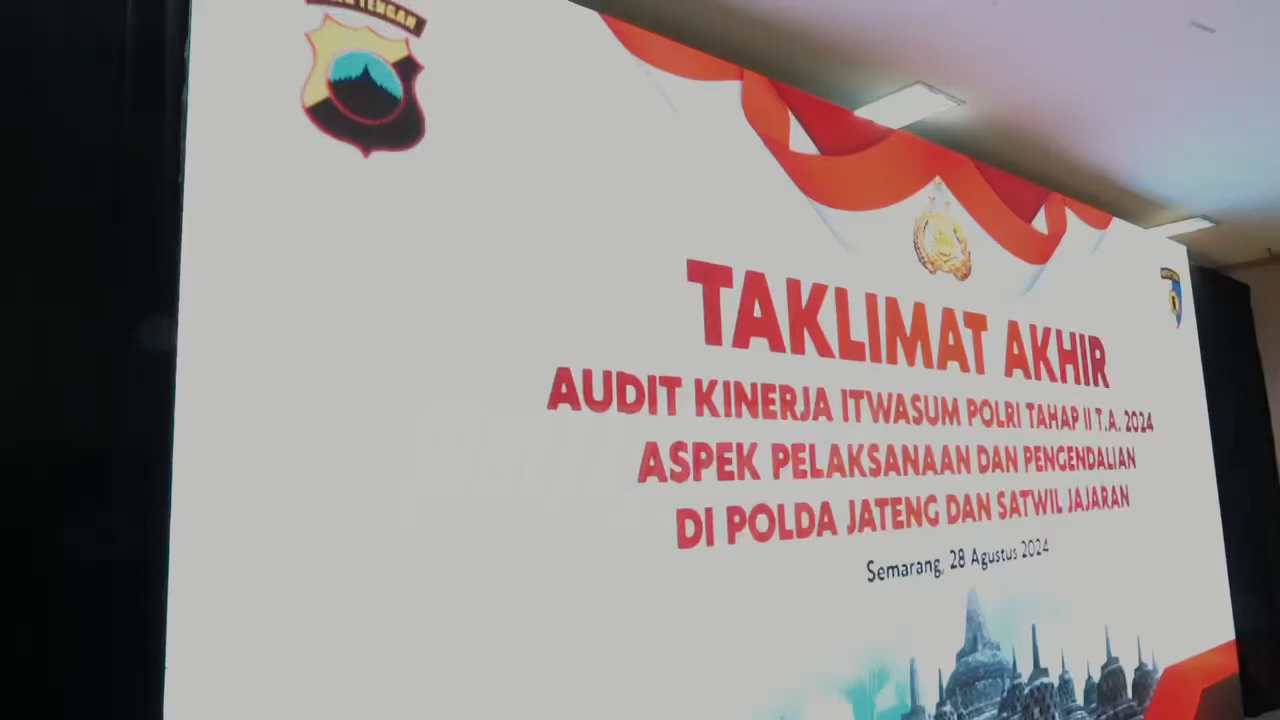 TENGAH
TAKLIMAT AKHIR
AUDIT KINERJA ITWASUM POLRI TAHAP II T.A. 2024
ASPEK PELAKSANAAN DAN PENGENDALIAN
DI POLDA JATENG DAN SATWIL JAJARAN
Semarang, 28 Agustus 2024